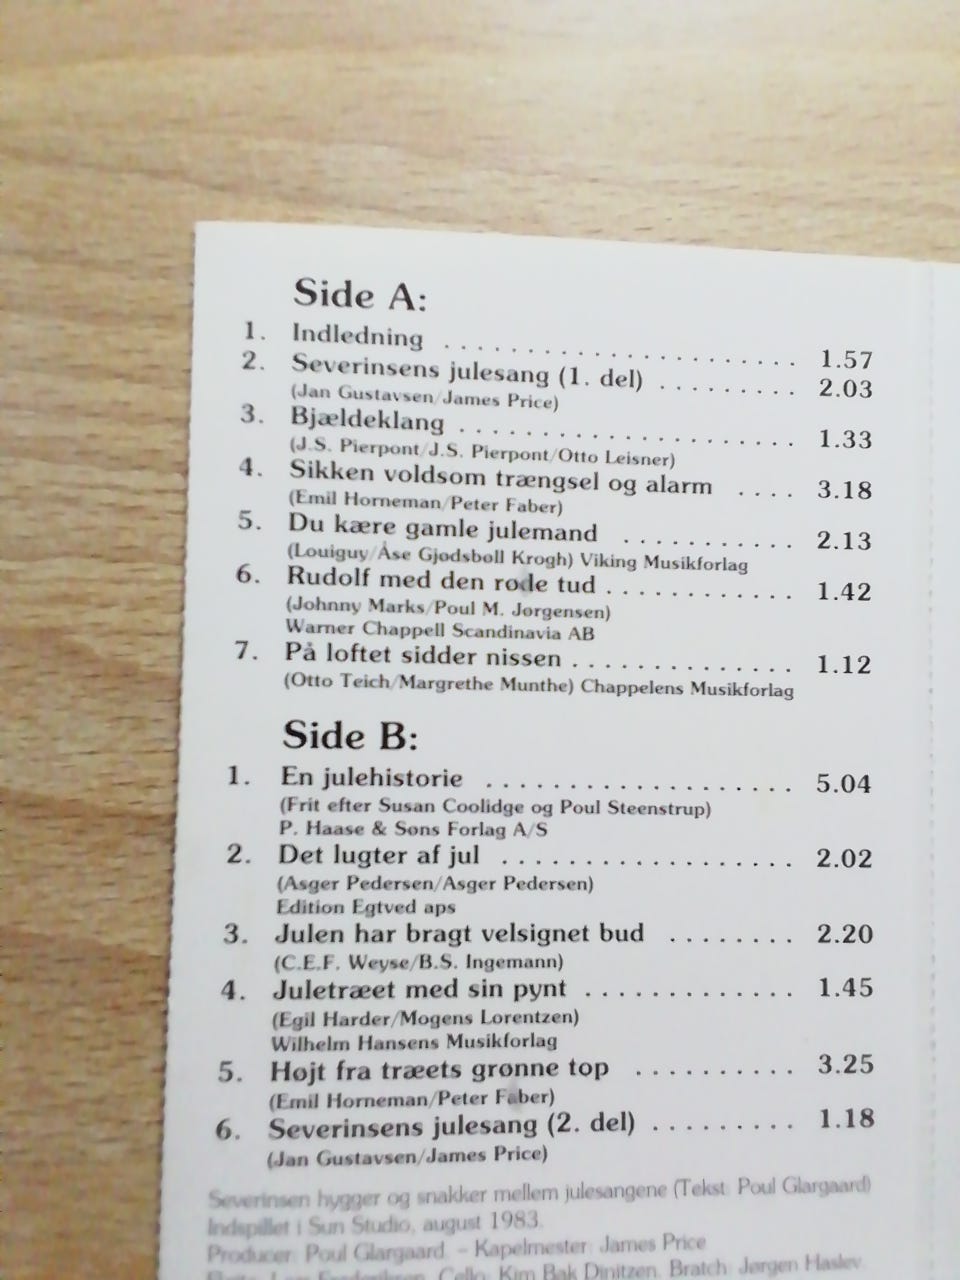 Side A:
1. Indledning . . . . . . . . . . . . . . . . . . . . . . 1.57
2. Severinsens julesang (1. del) . . . . . . . . . 2.03
(Jan Gustavsen/James Price)
3. Bjældeklang . . . . . . . . . . . . . . . . . . . . . 1.33
(J.S. Pierpont/J.S. Pierpont/Otto Leisner)
4. Sikken voldsom trængsel og alarm . . . . 3.18
(Emil Horneman/Peter Faber)
5. Du kære gamle julemand . . . . . . . . . . . 2.13
(Louiguy/Åse Gjødsbøll Krogh) Viking Musikforlag
6. Rudolf med den røde tud . . . . . . . . . . . . 1.42
(Johnny Marks/Poul M. Jørgensen)
Warner Chappell Scandinavia AB
7. På loftet sidder nissen . . . . . . . . . . . . . . 1.12
(Otto Teich/Margrethe Munthe) Chappelens Musikforlag
Side B:
1. En julehistorie . . . . . . . . . . . . . . . . . . . 5.04
(Frit efter Susan Coolidge og Poul Steenstrup)
P. Haase & Søns Forlag A/S
2. Det lugter af jul . . . . . . . . . . . . . . . . . . 2.02
(Asger Pedersen/Asger Pedersen)
Edition Egtved aps
3. Julen har bragt velsignet bud . . . . . . . . 2.20
(C.E.F. Weyse/B.S. Ingemann)
4. Juletræet med sin pynt . . . . . . . . . . . . . 1.45
(Egil Harder/Mogens Lorentzen)
Wilhelm Hansens Musikforlag
5. Højt fra træets grønne top . . . . . . . . . . 3.25
(Emil Horneman/Peter Faber)
6. Severinsens julesang (2. del) . . . . . . . . . 1.18
(Jan Gustavsen/James Price)
Severinsen hygger og snakker mellem julesangene (Tekst: Poul Glargaard)
Indspillet i Sun Studio, august 1983.
Producer: Poul Glargaard. – Kapelmester: James Price
Cello: Kim Bak Dinitzen. Bratch: Jørgen Haslev.